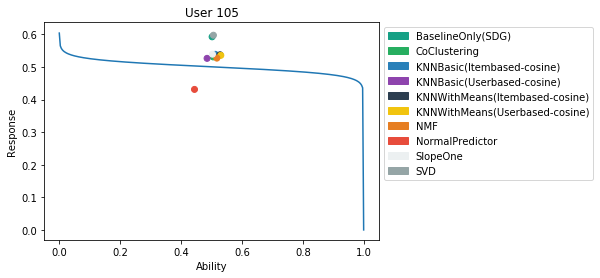 User 105
0.6
0.5
0.4
0.3
0.2
0.1
0.0
Response
0.0 0.2 0.4 0.6 0.8 1.0
Ability
BaselineOnly(SDG)
CoClustering
KNNBasic(Itembased-cosine)
KNNBasic(Userbased-cosine)
KNNWithMeans(Itembased-cosine)
KNNWithMeans(Userbased-cosine)
NMF
NormalPredictor
SlopeOne
SVD